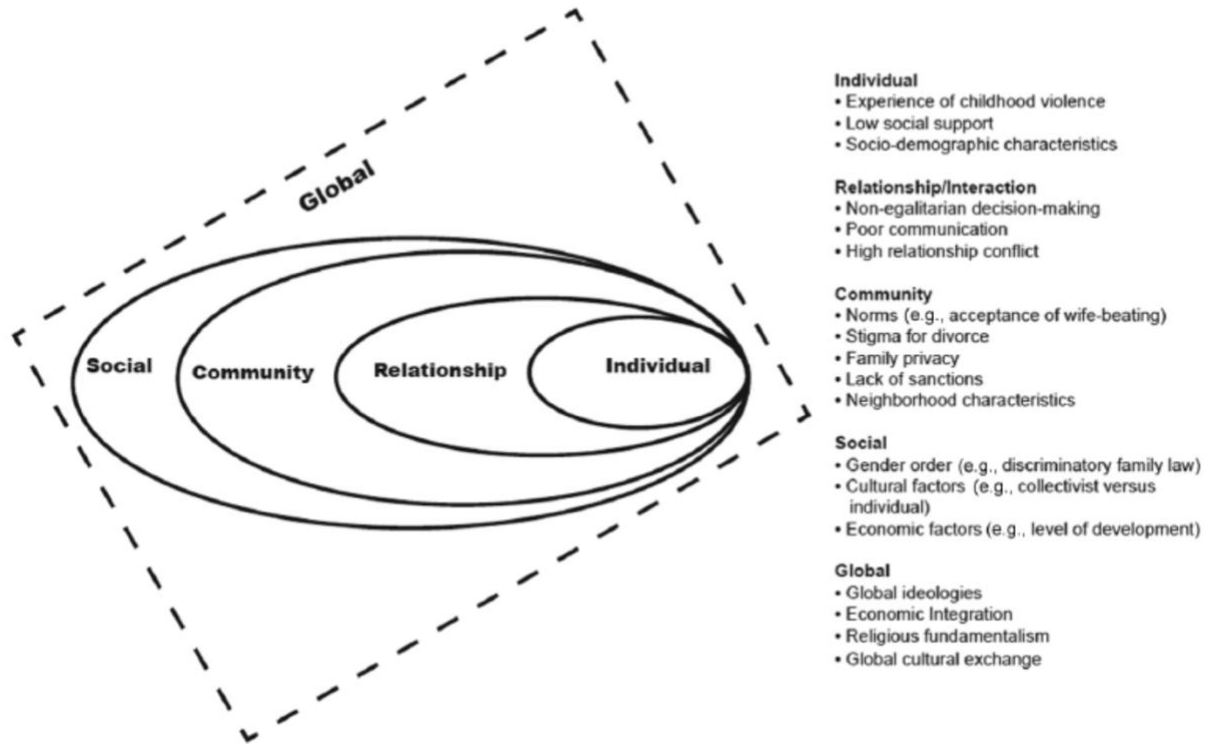 Global
Social
Community
Relationship
Individual
Individual
• Experience of childhood violence
• Low social support
• Socio-demographic characteristics
Relationship/Interaction
• Non-egalitarian decision-making
• Poor communication
• High relationship conflict
Community
• Norms (e.g., acceptance of wife-beating)
• Stigma for divorce
• Family privacy
• Lack of sanctions
• Neighborhood characteristics
Social
• Gender order (e.g., discriminatory family law)
• Cultural factors (e.g., collectivist versus
individual)
• Economic factors (e.g., level of development)
Global
• Global ideologies
• Economic Integration
• Religious fundamentalism
• Global cultural exchange